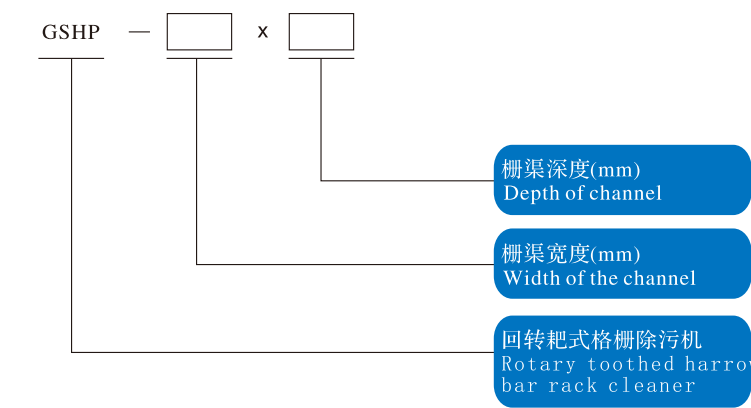 GSHP — x
栅渠深度(mm)
Depth of channel
栅渠宽度(mm)
Width of the channel
回转耙式格栅除污机
Rotary toothed harrow
bar rack cleaner